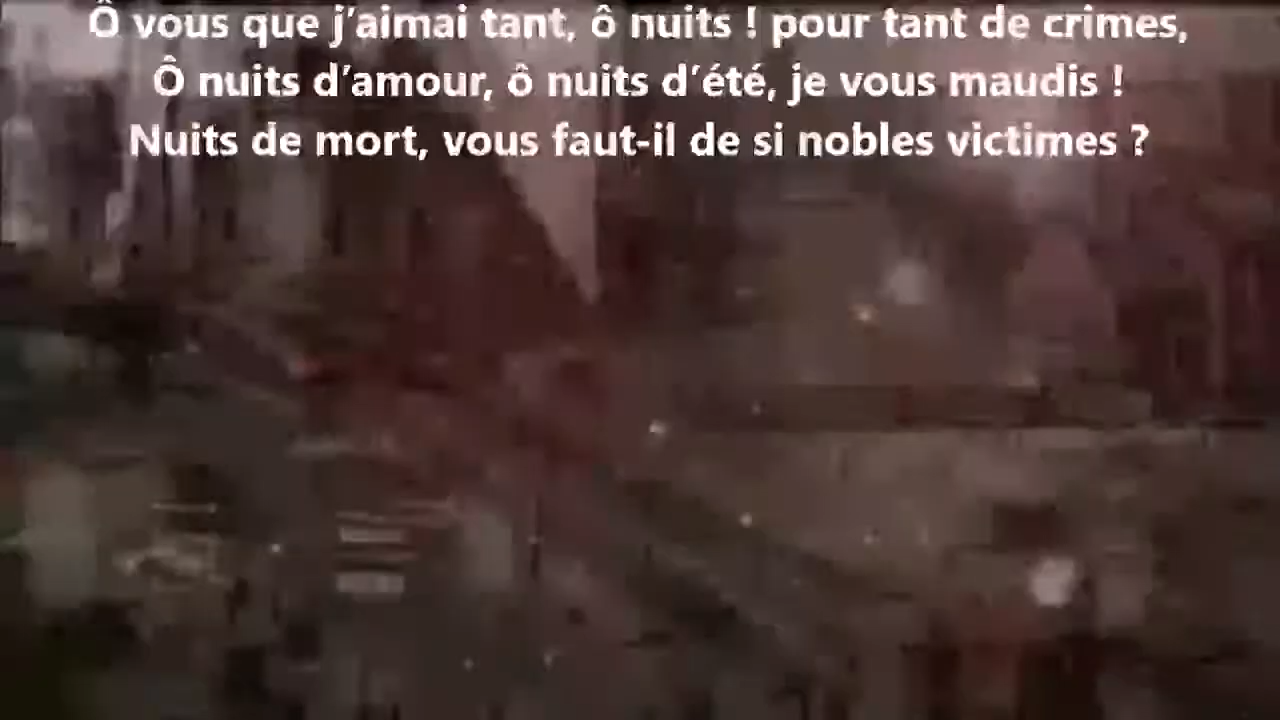 Ô vous que j’aimai tant, ô nuits ! pour tant de crimes,
Ô nuits d’amour, ô nuits d’été, je vous maudis !
Nuits de mort, vous faut-il de si nobles victimes ?